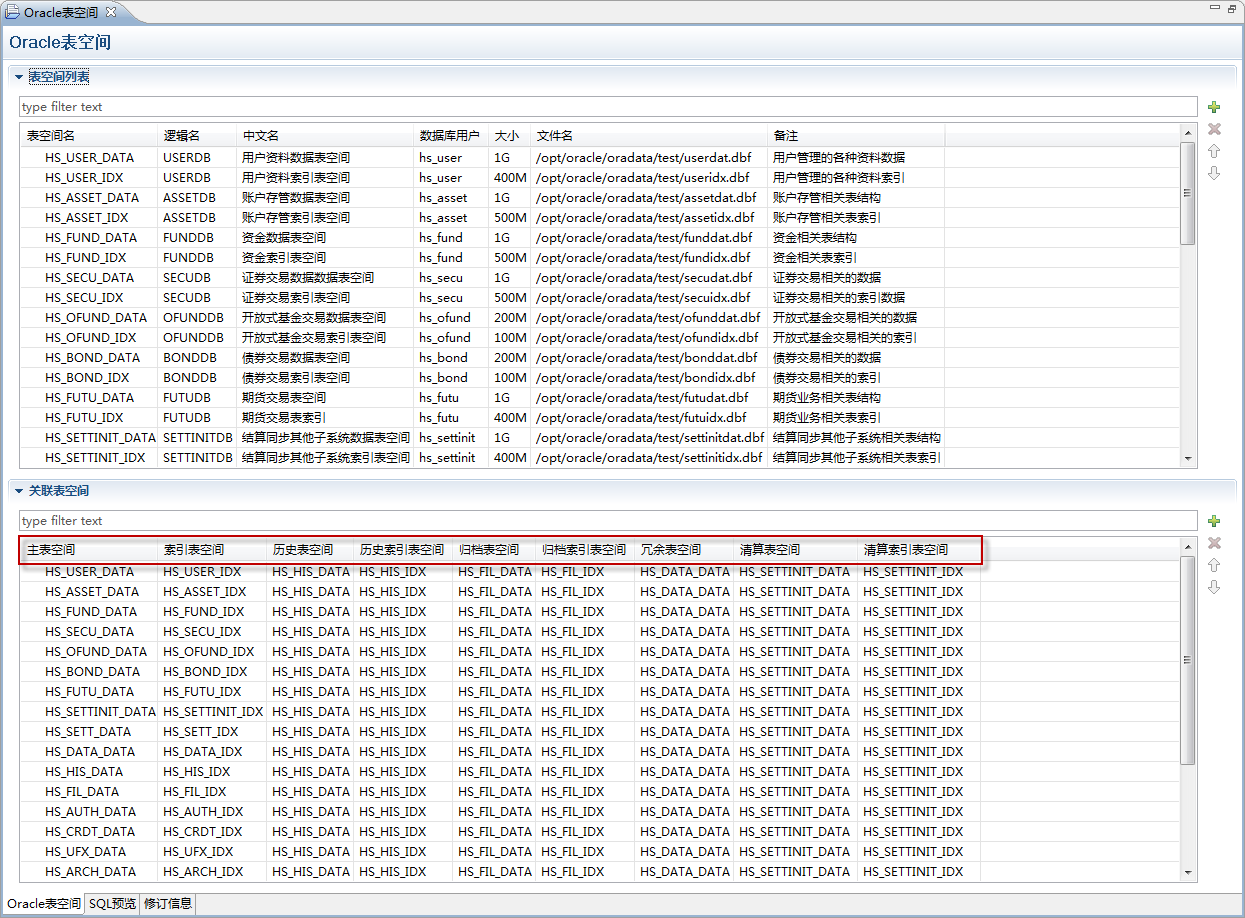 Oracle表空间
Oracle表空间
表空间列表
type filter text
表空间名 逻辑名 中文名 数据库用户 大小 文件名 备注
HS_USER_DATA USERDB 用户资料数据表空间 hs_user 1G /opt/oracle/oradata/test/userdat.dbf 用户管理的各种资料数据
HS_USER_IDX USERDB 用户资料索引表空间 hs_user 400M /opt/oracle/oradata/test/useridx.dbf 用户管理的各种资料索引
HS_ASSET_DATA ASSETDB 账户存管数据表空间 hs_asset 1G /opt/oracle/oradata/test/assetdat.dbf 账户存管相关表结构
HS_ASSET_IDX ASSETDB 账户存管索引表空间 hs_asset 500M /opt/oracle/oradata/test/assetidx.dbf 账户存管相关表索引
HS_FUND_DATA FUNDDB 资金数据表空间 hs_fund 1G /opt/oracle/oradata/test/funddat.dbf 资金相关表结构
HS_FUND_IDX FUNDDB 资金索引表空间 hs_fund 500M /opt/oracle/oradata/test/fundidx.dbf 资金相关表索引
HS_SECU_DATA SECUDB 证券交易数据数据表空间 hs_secu 1G /opt/oracle/oradata/test/secudat.dbf 证券交易相关的数据
HS_SECU_IDX SECUDB 证券交易索引表空间 hs_secu 500M /opt/oracle/oradata/test/secuidx.dbf 证券交易相关的索引数据
HS_OFUND_DATA OFUNDDB 开放式基金交易数据表空间 hs_ofund 200M /opt/oracle/oradata/test/ofunddat.dbf 开放式基金交易相关的数据
HS_OFUND_IDX OFUNDDB 开放式基金交易索引表空间 hs_ofund 100M /opt/oracle/oradata/test/ofundidx.dbf 开放式基金交易相关的索引
HS_BOND_DATA BONDDB 债券交易数据表空间 hs_bond 200M /opt/oracle/oradata/test/bonddat.dbf 债券交易相关的数据
HS_BOND_IDX BONDDB 债券交易索引表空间 hs_bond 100M /opt/oracle/oradata/test/bondidx.dbf 债券交易相关的索引
HS_FUTU_DATA FUTUDB 期货交易表空间 hs_futu 1G /opt/oracle/oradata/test/futudat.dbf 期货业务相关表结构
HS_FUTU_IDX FUTUDB 期货交易表索引 hs_futu 400M /opt/oracle/oradata/test/futuidx.dbf 期货业务相关表索引
HS_SETTINIT_DATA SETTINITDB 结算同步其他子系统数据表空间 hs_settinit 1G /opt/oracle/oradata/test/settinitdat.dbf 结算同步其他子系统相关表结构
HS_SETTINIT_IDX SETTINITDB 结算同步其他子系统索引表空间 hs_settinit 400M /opt/oracle/oradata/test/settinitidx.dbf 结算同步其他子系统相关表索引
关联表空间
type filter text
主表空间 索引表空间 历史表空间 历史索引表空间 归档表空间 归档索引表空间 冗余表空间 清算表空间 清算索引表空间
HS_USER_DATA HS_USER_IDX HS_HIS_DATA HS_HIS_IDX HS_FIL_DATA HS_FIL_IDX HS_DATA_DATA HS_SETTINIT_DATA HS_SETTINIT_IDX
HS_ASSET_DATA HS_ASSET_IDX HS_HIS_DATA HS_HIS_IDX HS_FIL_DATA HS_FIL_IDX HS_DATA_DATA HS_SETTINIT_DATA HS_SETTINIT_IDX
HS_FUND_DATA HS_FUND_IDX HS_HIS_DATA HS_HIS_IDX HS_FIL_DATA HS_FIL_IDX HS_DATA_DATA HS_SETTINIT_DATA HS_SETTINIT_IDX
HS_SECU_DATA HS_SECU_IDX HS_HIS_DATA HS_HIS_IDX HS_FIL_DATA HS_FIL_IDX HS_DATA_DATA HS_SETTINIT_DATA HS_SETTINIT_IDX
HS_OFUND_DATA HS_OFUND_IDX HS_HIS_DATA HS_HIS_IDX HS_FIL_DATA HS_FIL_IDX HS_DATA_DATA HS_SETTINIT_DATA HS_SETTINIT_IDX
HS_BOND_DATA HS_BOND_IDX HS_HIS_DATA HS_HIS_IDX HS_FIL_DATA HS_FIL_IDX HS_DATA_DATA HS_SETTINIT_DATA HS_SETTINIT_IDX
HS_FUTU_DATA HS_FUTU_IDX HS_HIS_DATA HS_HIS_IDX HS_FIL_DATA HS_FIL_IDX HS_DATA_DATA HS_SETTINIT_DATA HS_SETTINIT_IDX
HS_SETTINIT_DATA HS_SETTINIT_IDX HS_HIS_DATA HS_HIS_IDX HS_FIL_DATA HS_FIL_IDX HS_DATA_DATA HS_SETTINIT_DATA HS_SETTINIT_IDX
HS_SETT_DATA HS_SETT_IDX HS_HIS_DATA HS_HIS_IDX HS_FIL_DATA HS_FIL_IDX HS_DATA_DATA HS_SETTINIT_DATA HS_SETTINIT_IDX
HS_DATA_DATA HS_DATA_IDX HS_HIS_DATA HS_HIS_IDX HS_FIL_DATA HS_FIL_IDX HS_DATA_DATA HS_SETTINIT_DATA HS_SETTINIT_IDX
HS_HIS_DATA HS_HIS_IDX HS_HIS_DATA HS_HIS_IDX HS_FIL_DATA HS_FIL_IDX HS_DATA_DATA HS_SETTINIT_DATA HS_SETTINIT_IDX
HS_FIL_DATA HS_FIL_IDX HS_HIS_DATA HS_HIS_IDX HS_FIL_DATA HS_FIL_IDX HS_DATA_DATA HS_SETTINIT_DATA HS_SETTINIT_IDX
HS_AUTH_DATA HS_AUTH_IDX HS_HIS_DATA HS_HIS_IDX HS_FIL_DATA HS_FIL_IDX HS_DATA_DATA HS_SETTINIT_DATA HS_SETTINIT_IDX
HS_CRDT_DATA HS_CRDT_IDX HS_HIS_DATA HS_HIS_IDX HS_FIL_DATA HS_FIL_IDX HS_DATA_DATA HS_SETTINIT_DATA HS_SETTINIT_IDX
HS_UFX_DATA HS_UFX_IDX HS_HIS_DATA HS_HIS_IDX HS_FIL_DATA HS_FIL_IDX HS_DATA_DATA HS_SETTINIT_DATA HS_SETTINIT_IDX
HS_ARCH_DATA HS_ARCH_IDX HS_HIS_DATA HS_HIS_IDX HS_FIL_DATA HS_FIL_IDX HS_DATA_DATA HS_SETTINIT_DATA HS_SETTINIT_IDX
Oracle表空间 SQL预览 修订信息